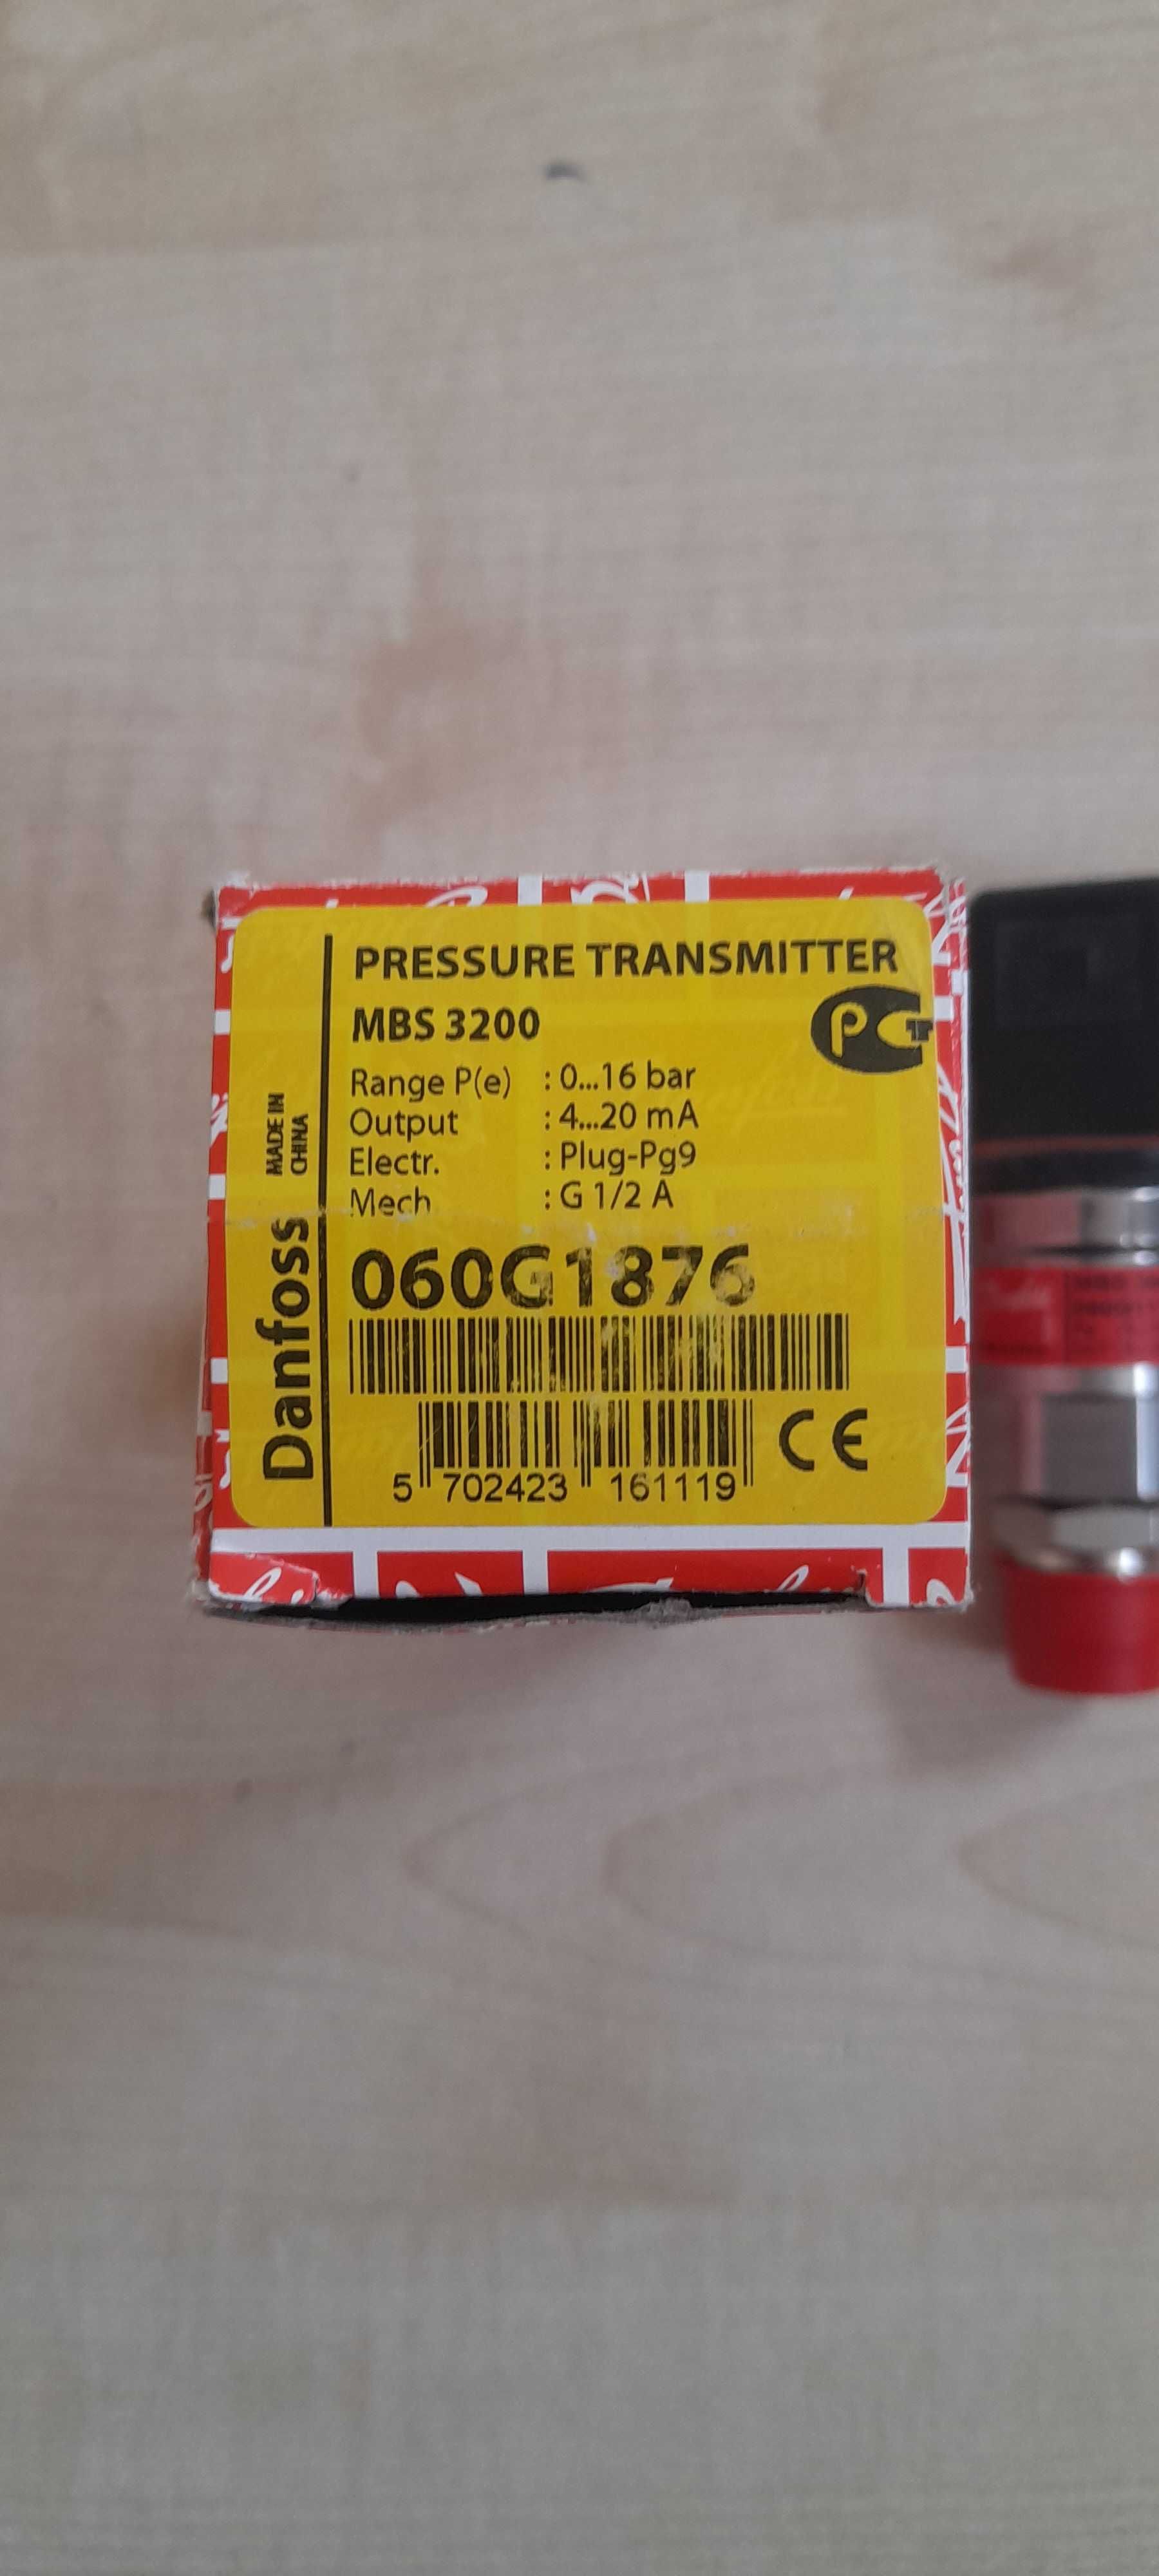 PRESSURE TRANSMITTER
MBS 3200
Range P(e) : 0...16 bar
Output : 4...20 mA
Electr. : Plug-Pg9
Mech : G 1/2 A
060G1876
5 702423 161119
CE
Danfoss
MADE IN
CHINA